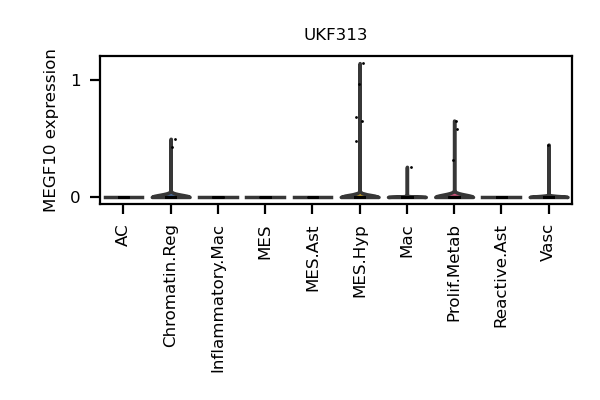 UKF313
MEGF10 expression
1
0
AC
Chromatin.Reg
Inflammatory.Mac
MES
MES.Ast
MES.Hyp
Mac
Prolif.Metab
Reactive.Ast
Vasc